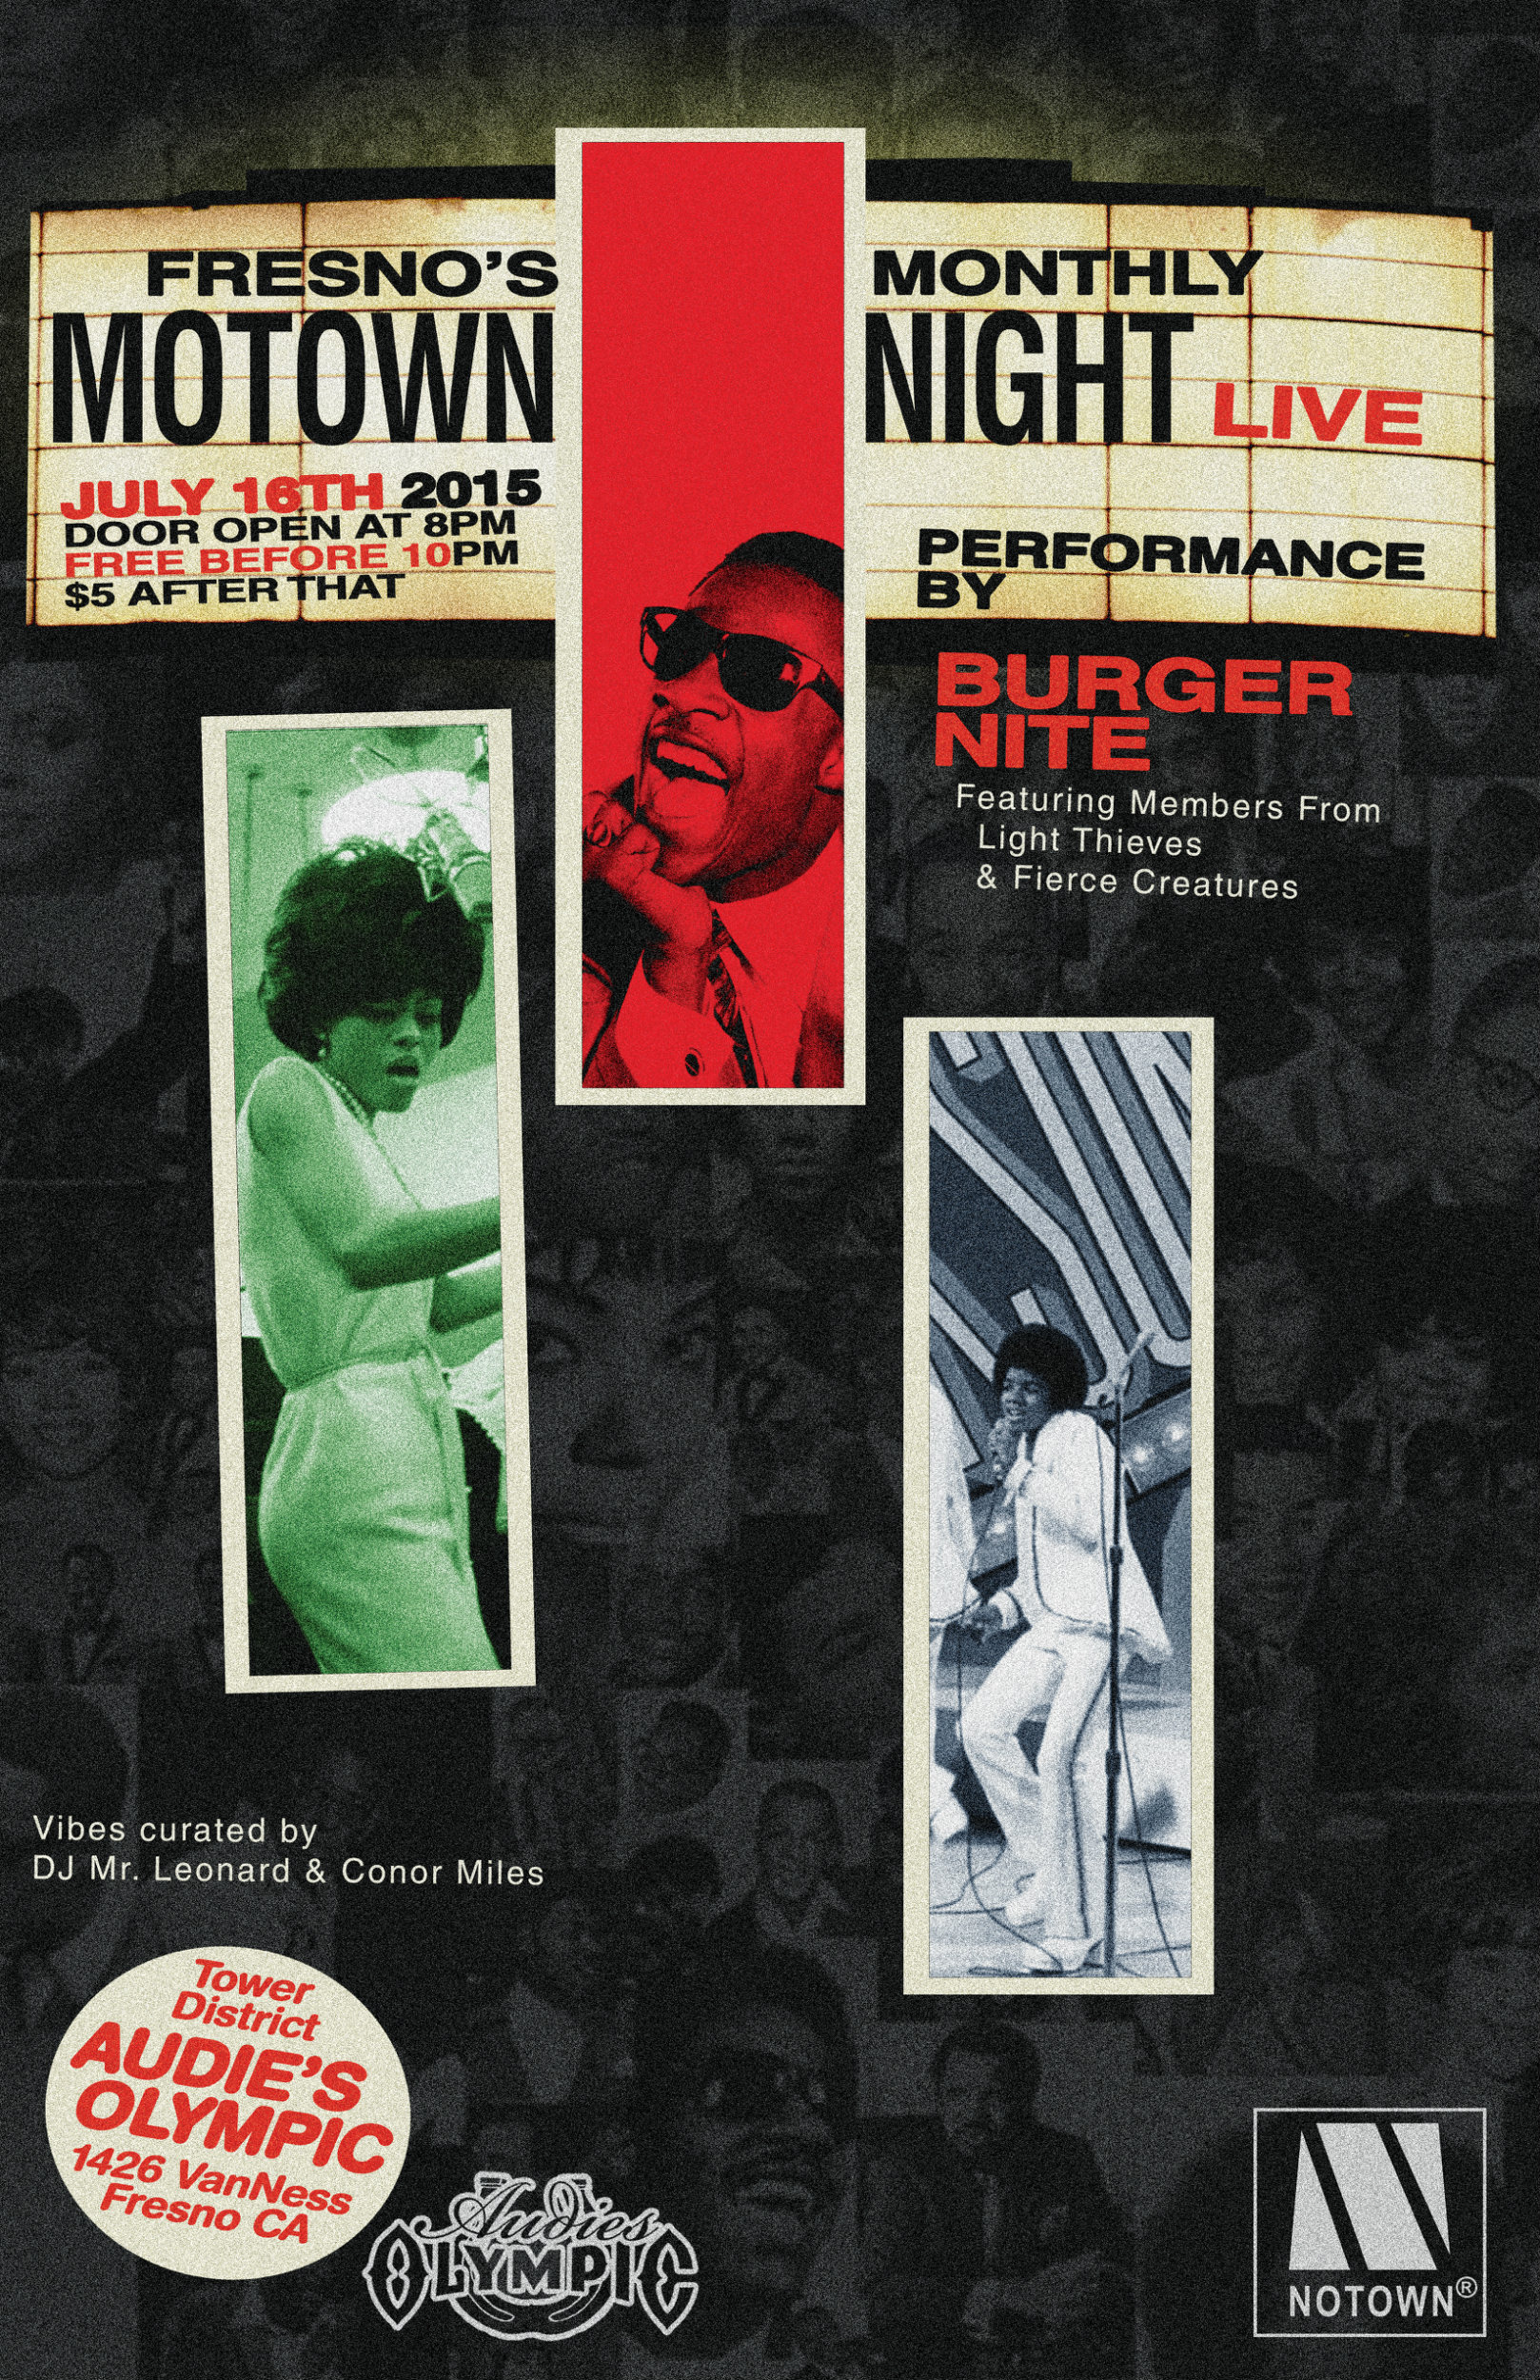 FRESNO'S MONTHLY
MOTOWN NIGHT LIVE
JULY 16TH 2015
DOOR OPEN AT 8PM
FREE BEFORE 10PM
$5 AFTER THAT
PERFORMANCE
BY
BURGER
NITE
Featuring Members From
Light Thieves
& Fierce Creatures
Vibes curated by
DJ Mr. Leonard & Conor Miles
Tower
District
AUDIE'S
OLYMPIC
1426 VanNess
Fresno CA
Audies
OLYMPIC
NOTOWN®